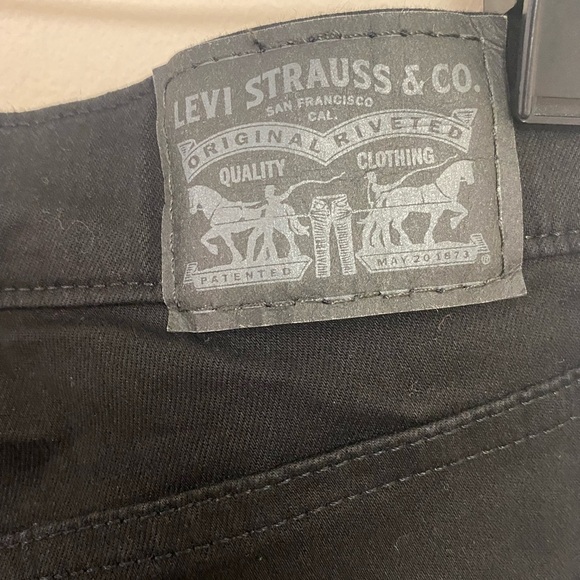 LEVI STRAUSS & CO.
SAN FRANCISCO
CAL.
ORIGINAL RIVETED
QUALITY CLOTHING
PATENTED MAY 20 1873 ®